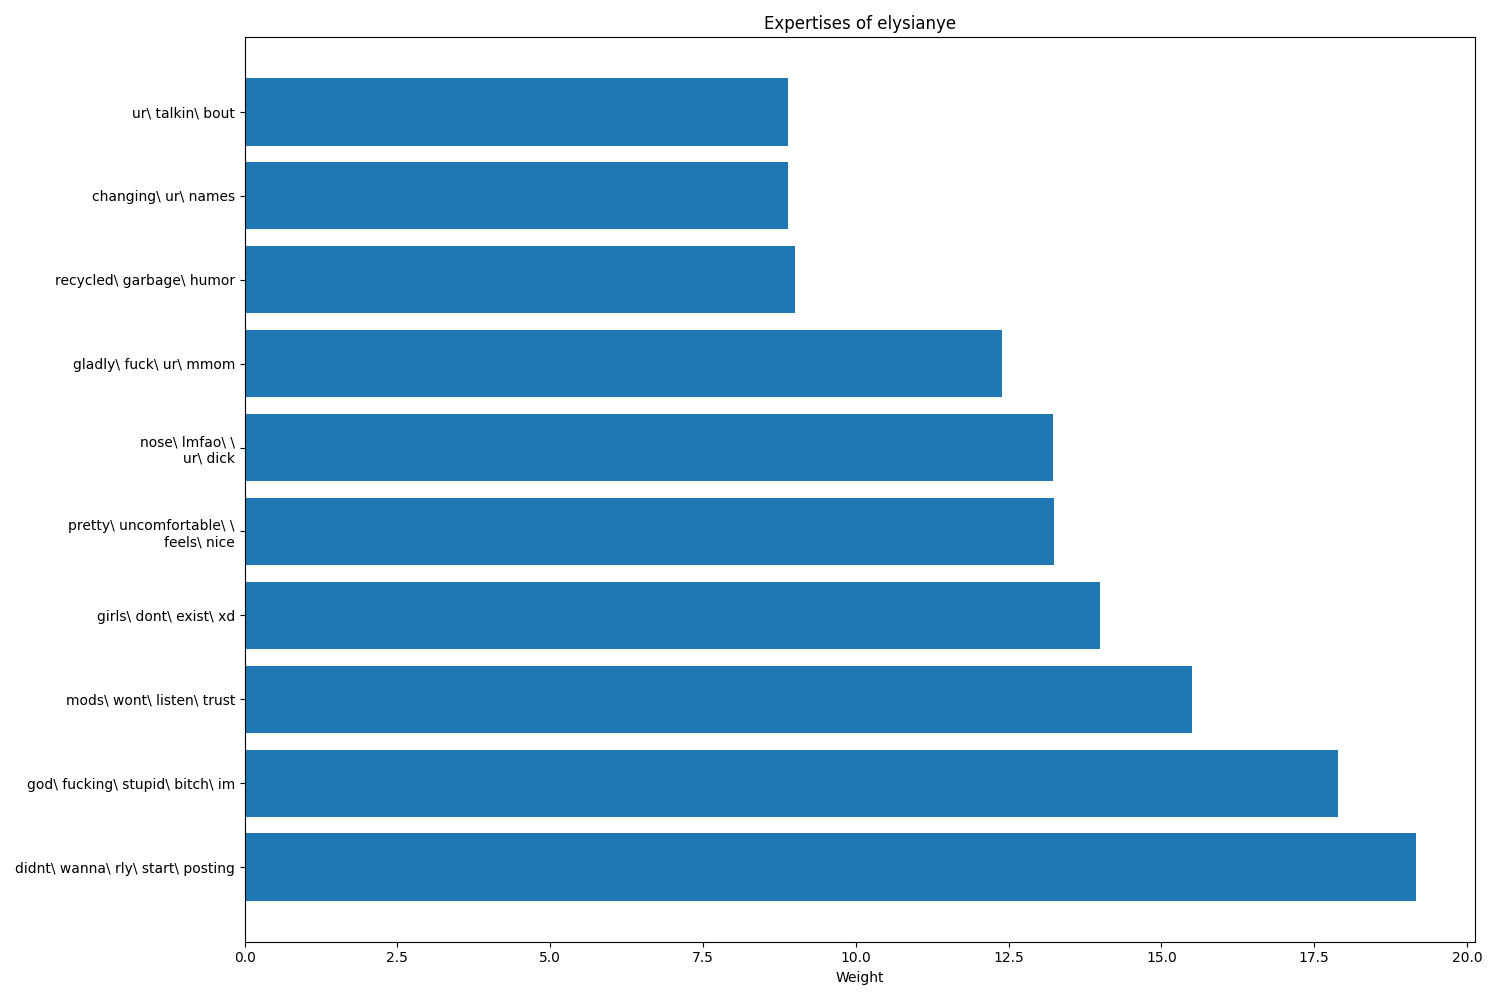 Expertises of elysianye
ur\ talkin\ bout
changing\ ur\ names
recycled\ garbage\ humor
gladly\ fuck\ ur\ mmom
nose\ lmfao\ \
ur\ dick
pretty\ uncomfortable\ \
feels\ nice
girls\ dont\ exist\ xd
mods\ wont\ listen\ trust
god\ fucking\ stupid\ bitch\ im
didnt\ wanna\ rly\ start\ posting
0.0 2.5 5.0 7.5 10.0 12.5 15.0 17.5 20.0
Weight